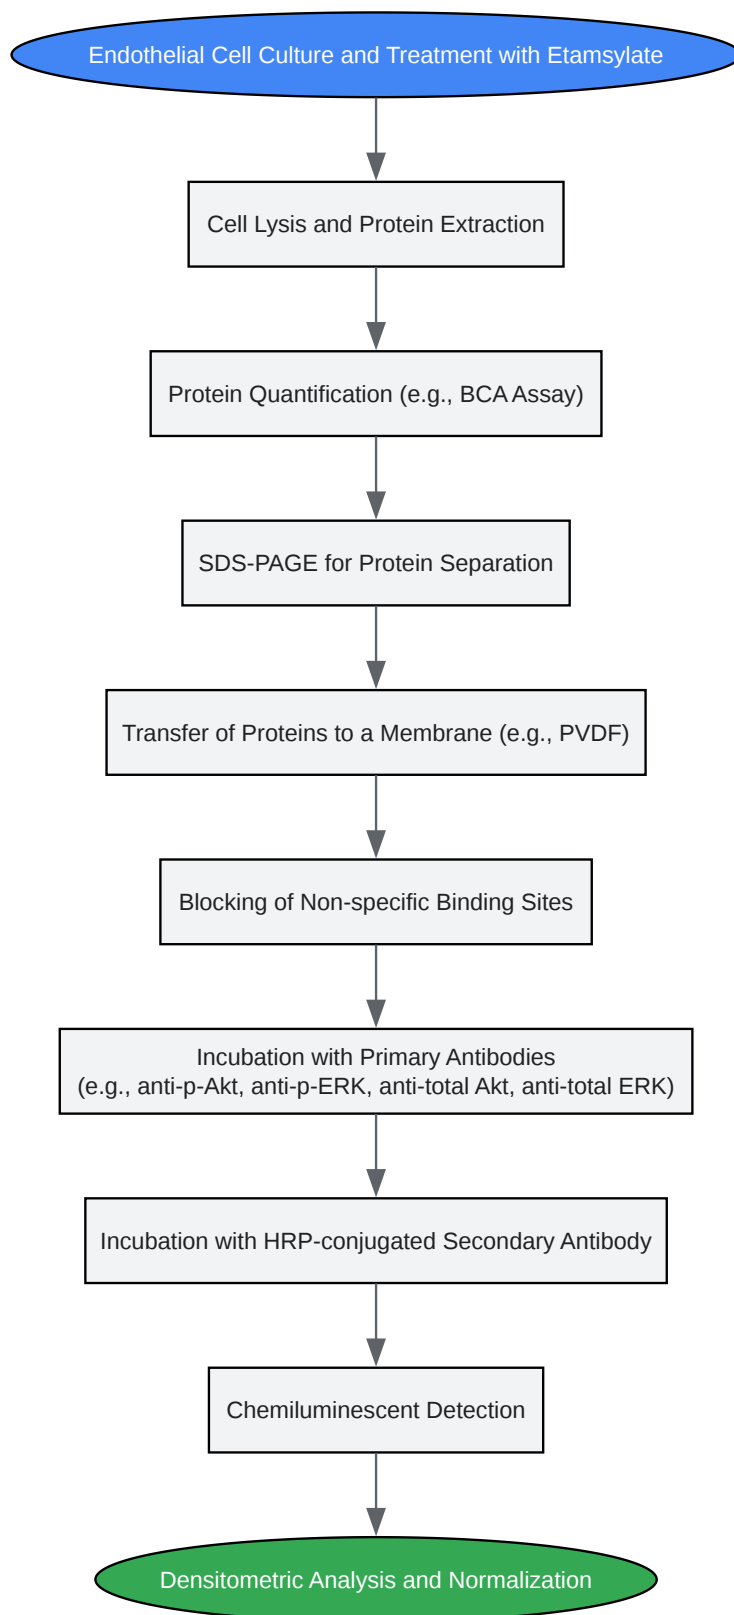 Endothelial Cell Culture and Treatment with Etamsylate
Cell Lysis and Protein Extraction
Protein Quantification (e.g., BCA Assay)
SDS-PAGE for Protein Separation
Transfer of Proteins to a Membrane (e.g., PVDF)
Blocking of Non-specific Binding Sites
Incubation with Primary Antibodies
(e.g., anti-p-Akt, anti-p-ERK, anti-total Akt, anti-total ERK)
Incubation with HRP-conjugated Secondary Antibody
Chemiluminescent Detection
Densitometric Analysis and Normalization